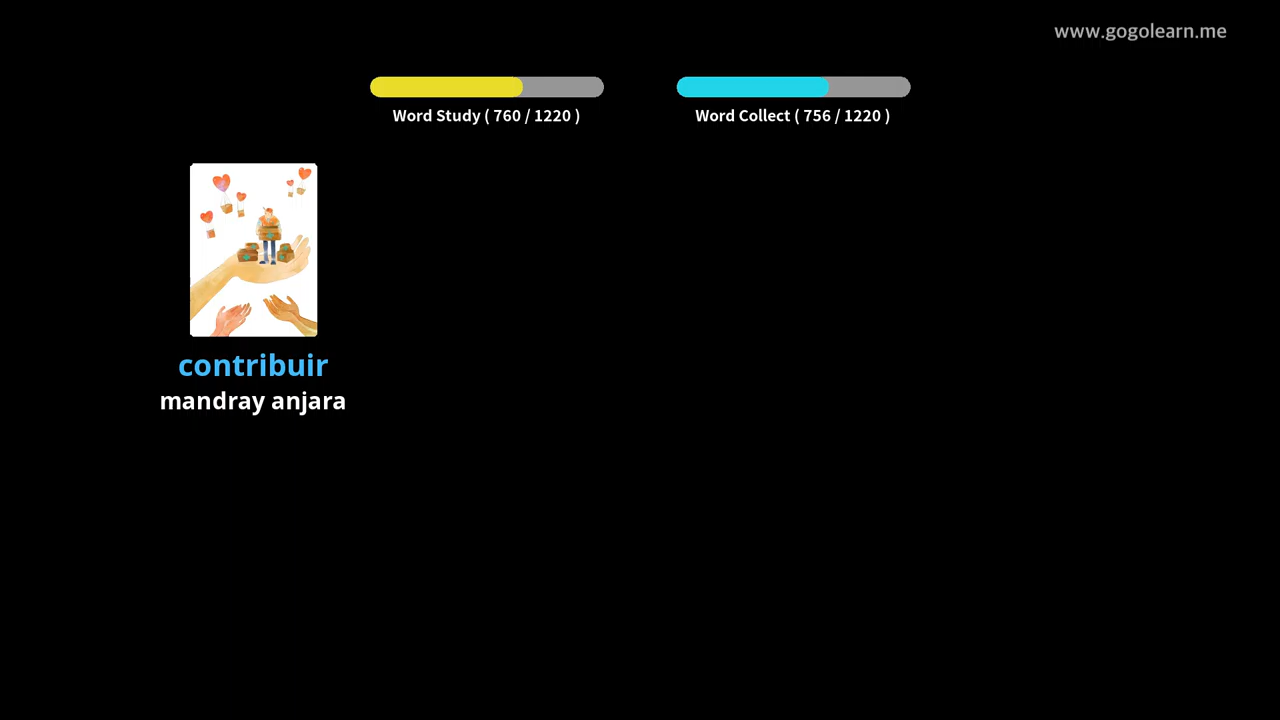 www.gogolearn.me
Word Study ( 760 / 1220 )
Word Collect ( 756 / 1220 )
contribuir
mandray anjara